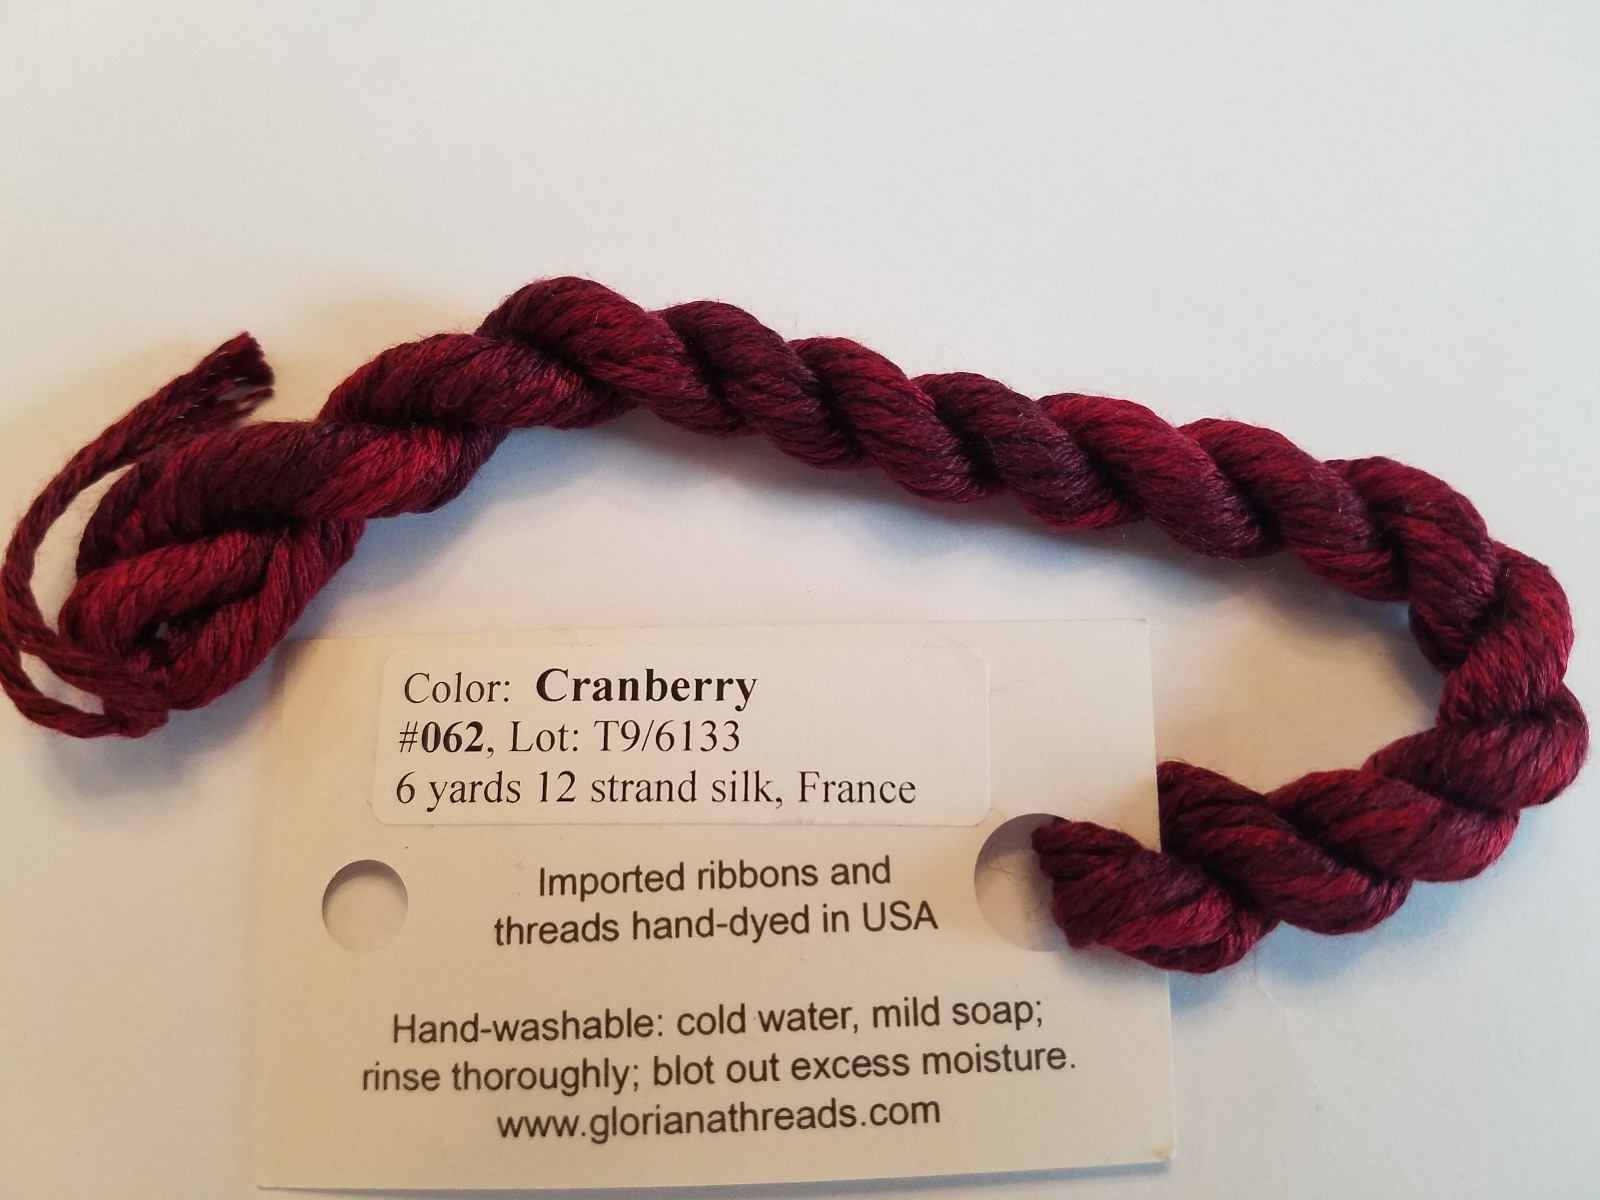 Color: Cranberry
#062, Lot: T9/6133
6 yards 12 strand silk, France
Imported ribbons and
threads hand-dyed in USA
Hand-washable: cold water, mild soap;
rinse thoroughly; blot out excess moisture.
www.glorianathreads.com